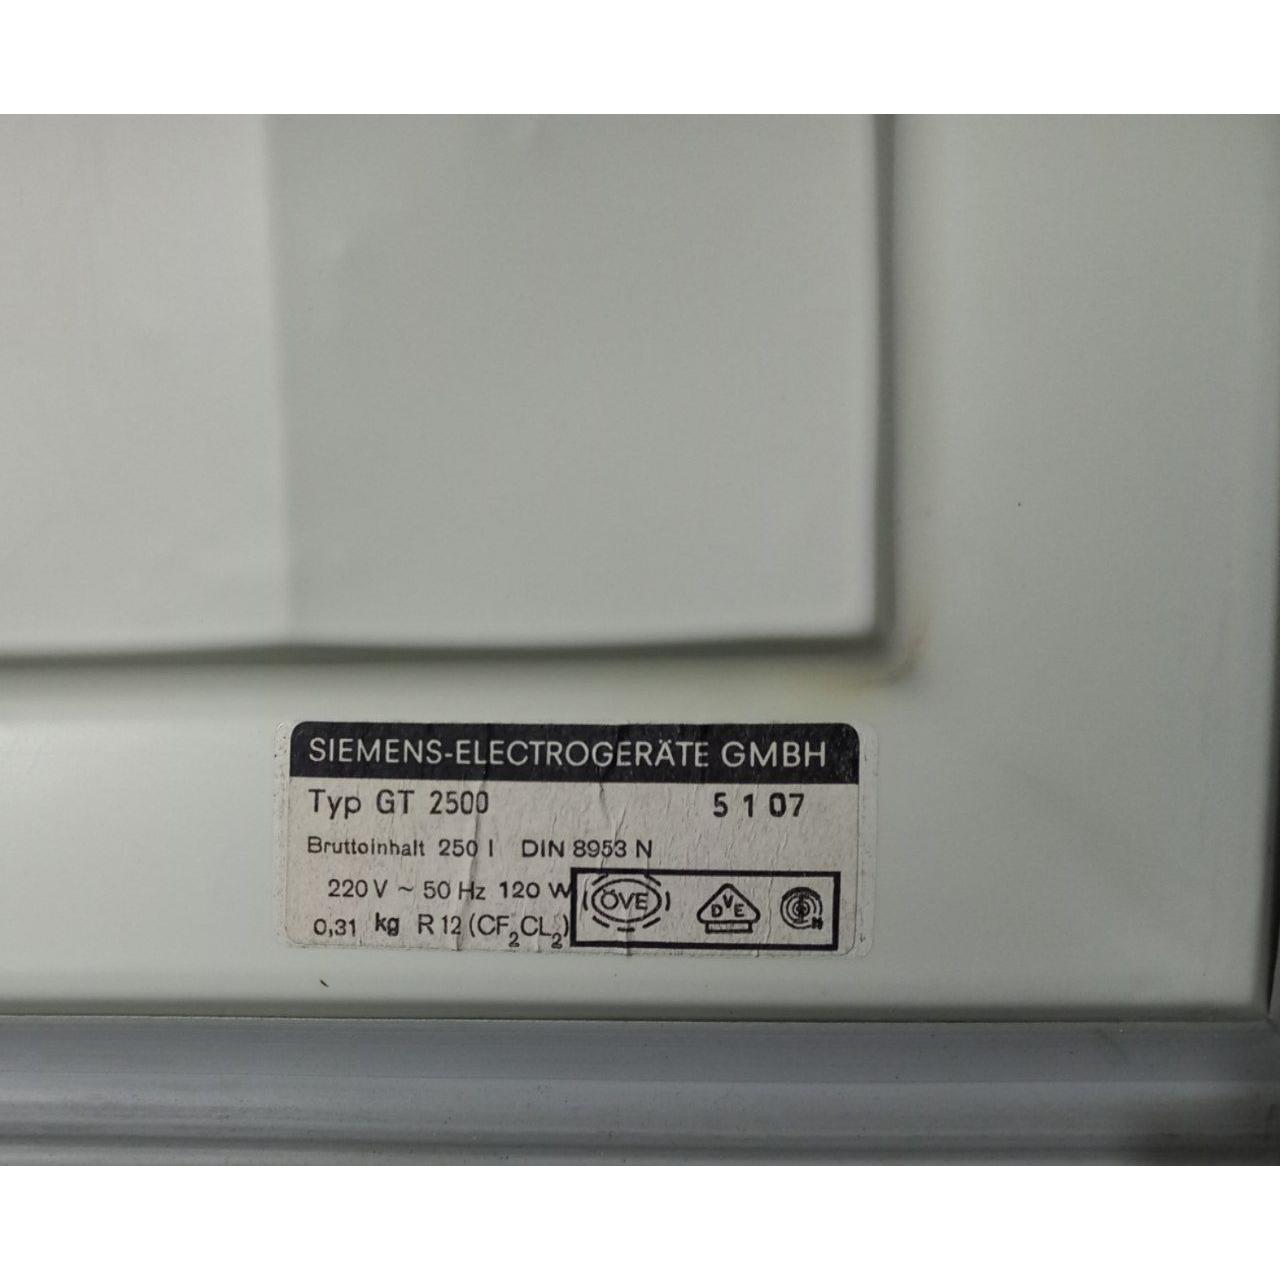 SIEMENS-ELECTROGERÄTE GMBH
Typ GT 2500 5 1 07
Bruttoinhalt 250 l DIN 8953 N
220 V ~ 50 Hz 120 W
0,31 kg R 12 (CF₂CL₂)
ÖVE DVE N